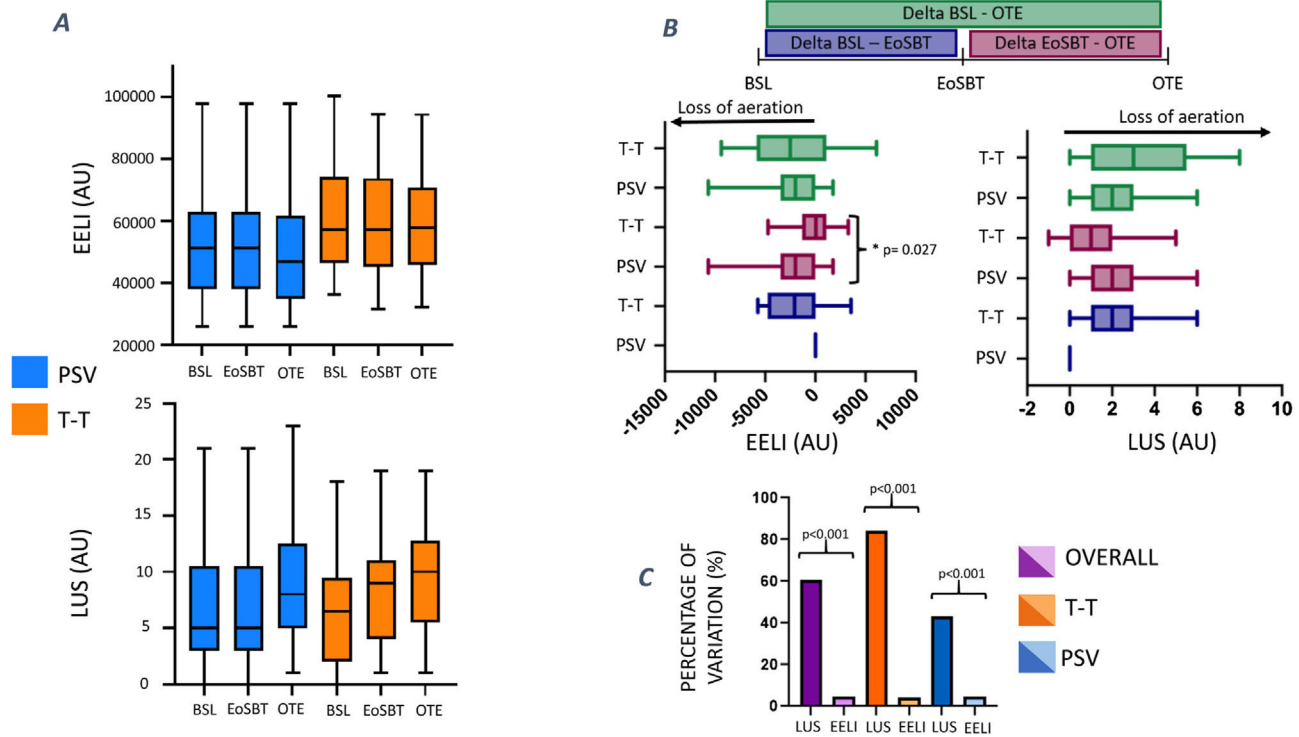 A
EELI (AU)
100000
80000
60000
40000
20000
BSL EoSBT OTE BSL EoSBT OTE
PSV
T-T
LUS (AU)
25
20
15
10
5
0
BSL EoSBT OTE BSL EoSBT OTE
B
Delta BSL - OTE
Delta BSL – EoSBT Delta EoSBT - OTE
BSL EoSBT OTE
Loss of aeration
T-T
PSV
T-T
PSV
T-T
PSV
* p= 0.027
-15000 -10000 -5000 0 5000 10000
EELI (AU)
Loss of aeration
T-T
PSV
T-T
PSV
T-T
PSV
-2 0 2 4 6 8 10
LUS (AU)
C
PERCENTAGE OF
VARIATION (%)
100
80
60
40
20
0
p<0.001
p<0.001
p<0.001
LUS EELI LUS EELI LUS EELI
OVERALL
T-T
PSV